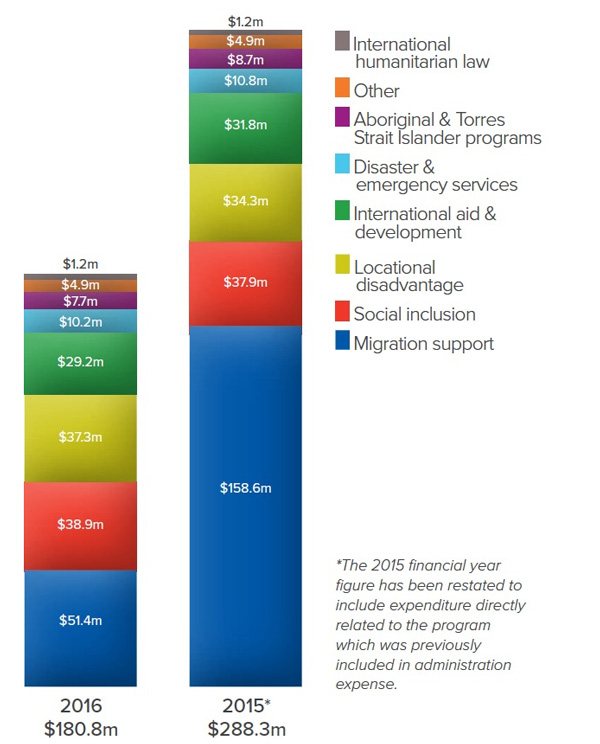 $1.2m
$4.9m
$8.7m
$10.8m
$31.8m
$34.3m
$37.9m
$158.6m
2015*
$288.3m
$1.2m
$4.9m
$7.7m
$10.2m
$29.2m
$37.3m
$38.9m
$51.4m
2016
$180.8m
International
humanitarian law
Other
Aboriginal & Torres
Strait Islander programs
Disaster &
emergency services
International aid &
development
Locational
disadvantage
Social inclusion
Migration support
*The 2015 financial year
figure has been restated to
include expenditure directly
related to the program
which was previously
included in administration
expense.